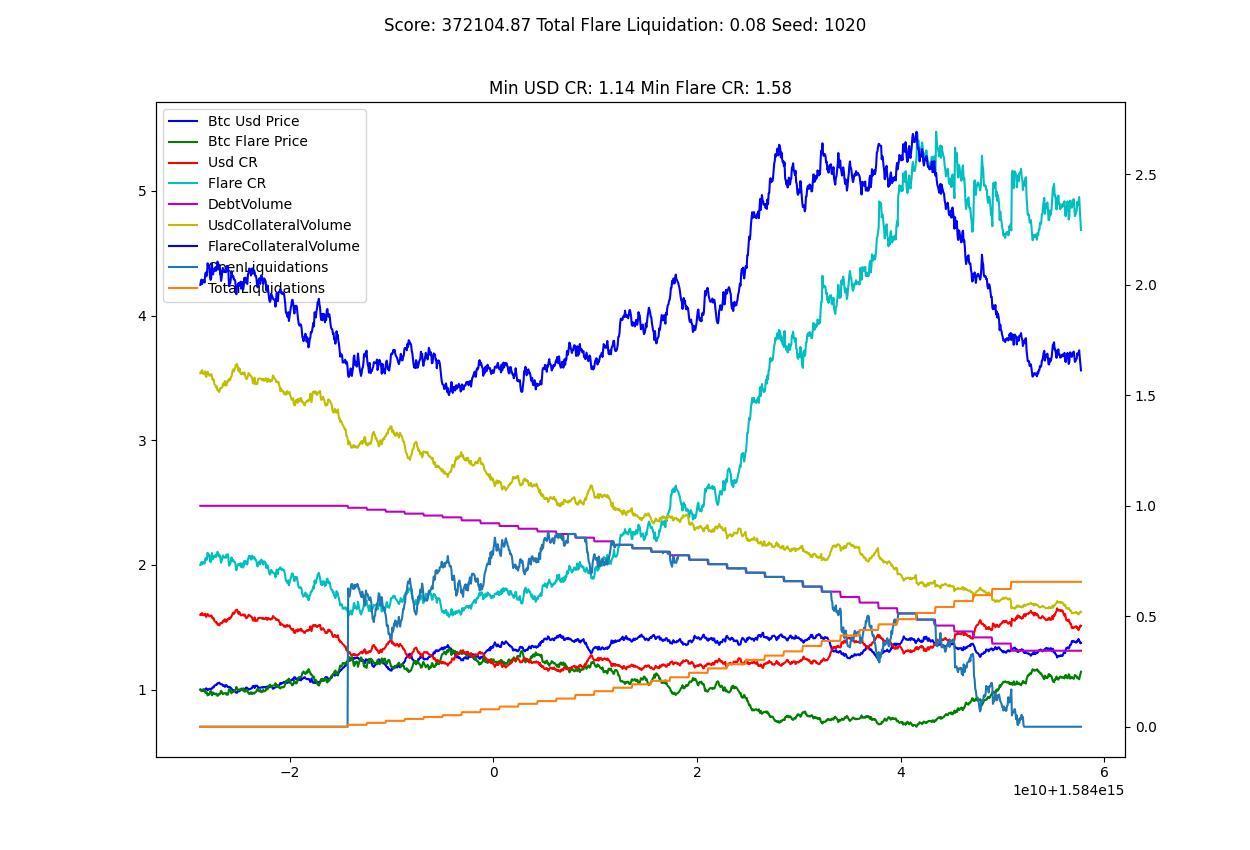 Score: 372104.87 Total Flare Liquidation: 0.08 Seed: 1020
Min USD CR: 1.14 Min Flare CR: 1.58
Btc Usd Price
Btc Flare Price
Usd CR
Flare CR
DebtVolume
UsdCollateralVolume
FlareCollateralVolume
OpenLiquidations
TotalLiquidations
5
4
3
2
1
2.5
2.0
1.5
1.0
0.5
0.0
−2
0
2
4
6
1e10+1.584e15